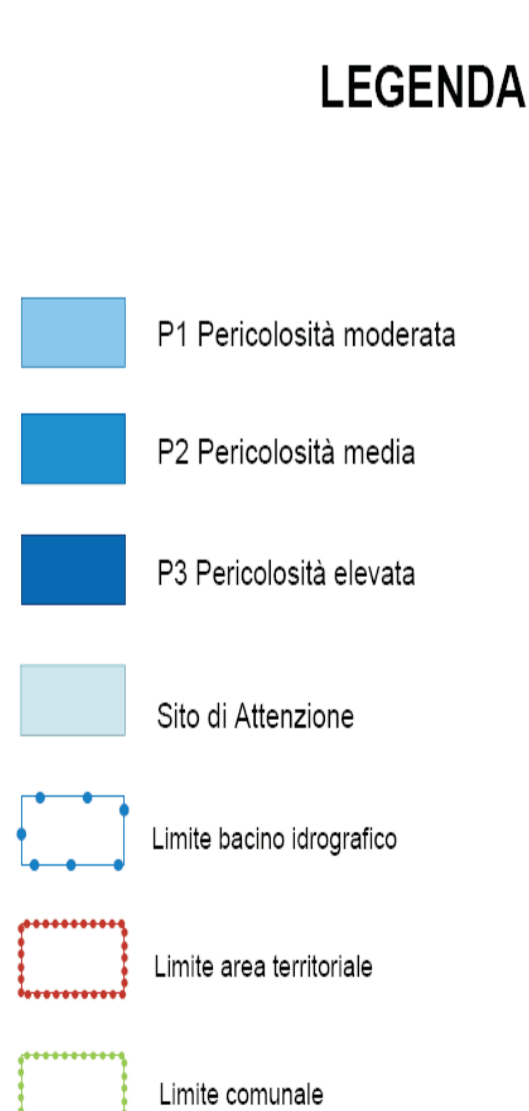 LEGENDA
P1 Pericolosità moderata
P2 Pericolosità media
P3 Pericolosità elevata
Sito di Attenzione
Limite bacino idrografico
Limite area territoriale
Limite comunale